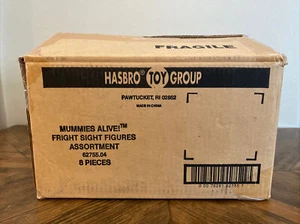 FRAGILE
HASBRO TOY GROUP
PAWTUCKET, RI 02862
MADE IN CHINA
MUMMIES ALIVE!™
FRIGHT SIGHT FIGURES
ASSORTMENT
62755.04
8 PIECES